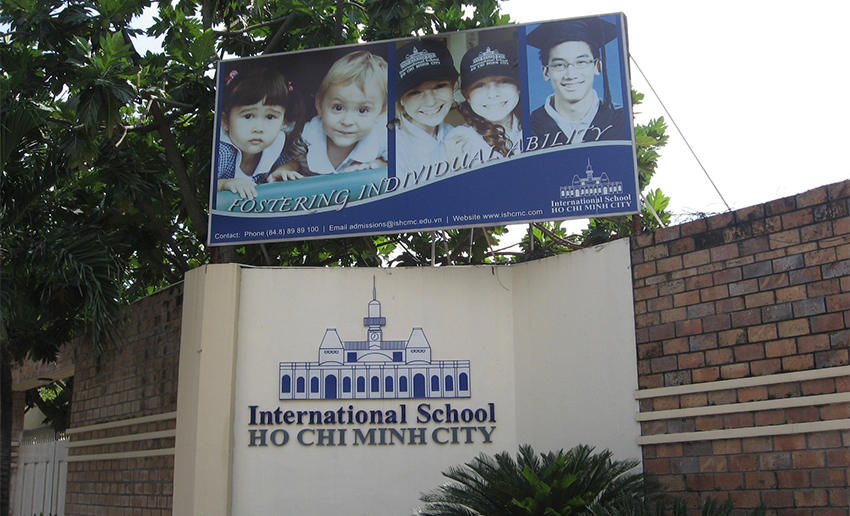 FOSTERING INDIVIDUAL ABILITY
International School
HO CHI MINH CITY
Contact: Phone (84.8) 89 89 100 | Email admissions@ishcmc.edu.vn | Website www.ishcmc.com
International School
HO CHI MINH CITY